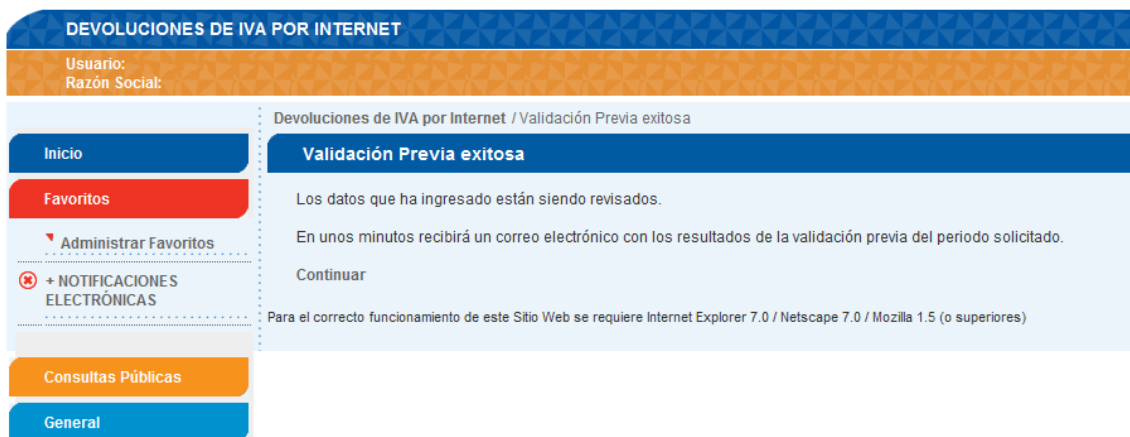 DEVOLUCIONES DE IVA POR INTERNET
Usuario:
Razón Social:
Devoluciones de IVA por Internet / Validación Previa exitosa
Inicio
Favoritos
Administrar Favoritos
+ NOTIFICACIONES
ELECTRÓNICAS
Consultas Públicas
General
Validación Previa exitosa
Los datos que ha ingresado están siendo revisados.
En unos minutos recibirá un correo electrónico con los resultados de la validación previa del periodo solicitado.
Continuar
Para el correcto funcionamiento de este Sitio Web se requiere Internet Explorer 7.0 / Netscape 7.0 / Mozilla 1.5 (o superiores)